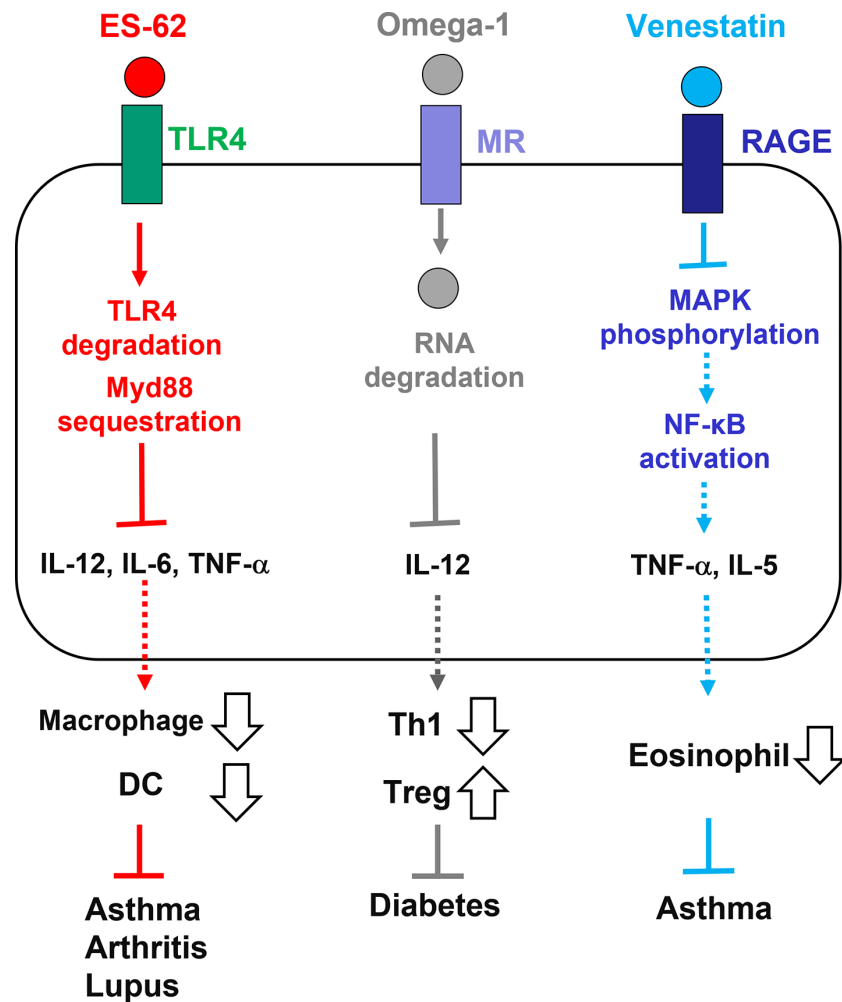 ES-62
TLR4
TLR4
degradation
Myd88
sequestration
IL-12, IL-6, TNF-α
Macrophage
DC
Asthma
Arthritis
Lupus
Omega-1
MR
RNA
degradation
IL-12
Th1
Treg
Diabetes
Venestatin
RAGE
MAPK
phosphorylation
NF-κB
activation
TNF-α, IL-5
Eosinophil
Asthma